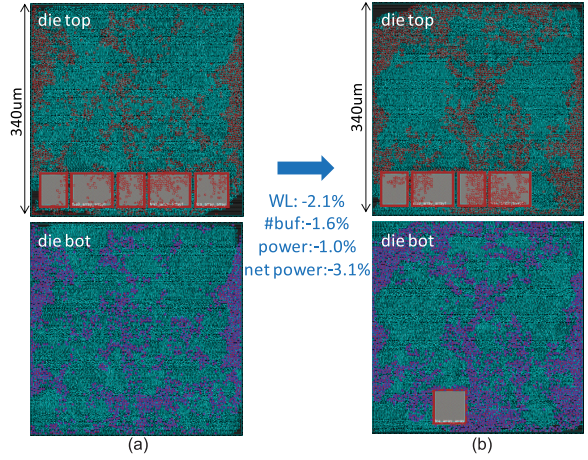 die top
340um
die bot
(a)
WL: -2.1%
#buf:-1.6%
power:-1.0%
net power:-3.1%
die top
340um
die bot
(b)